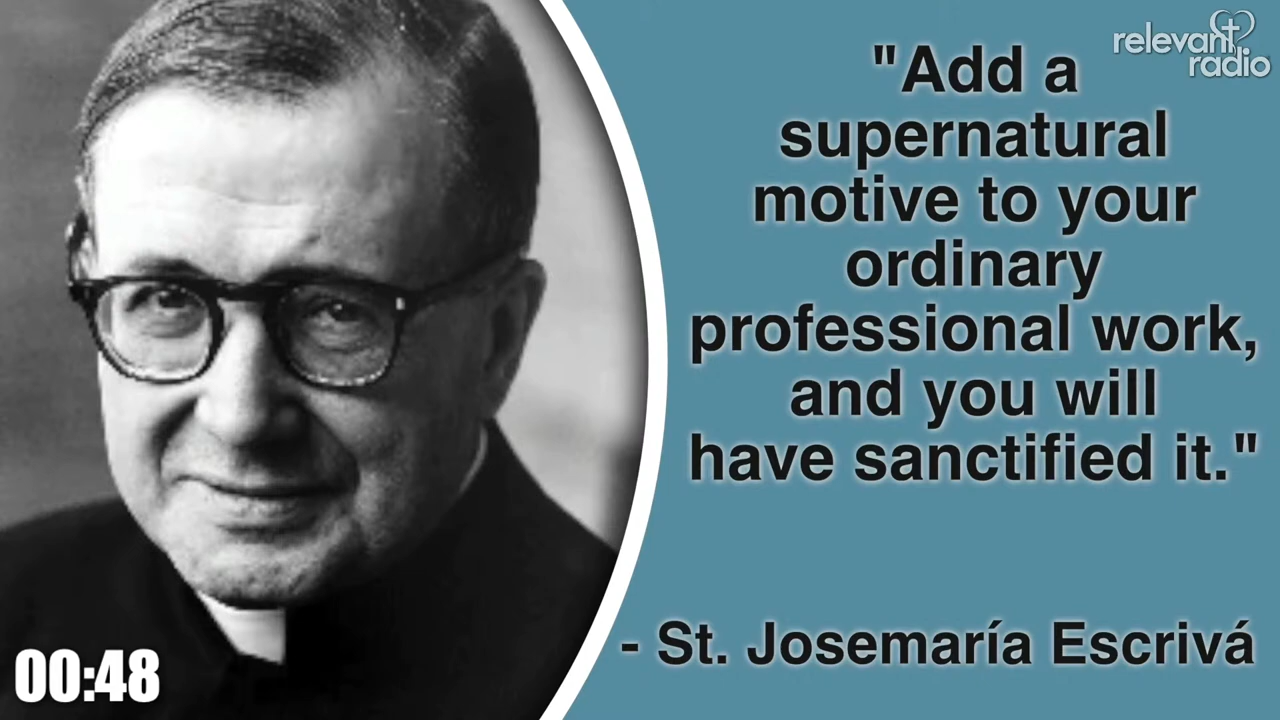 relevant
radio
"Add a
supernatural
motive to your
ordinary
professional work,
and you will
have sanctified it."
- St. Josemaría Escrivá
00:48